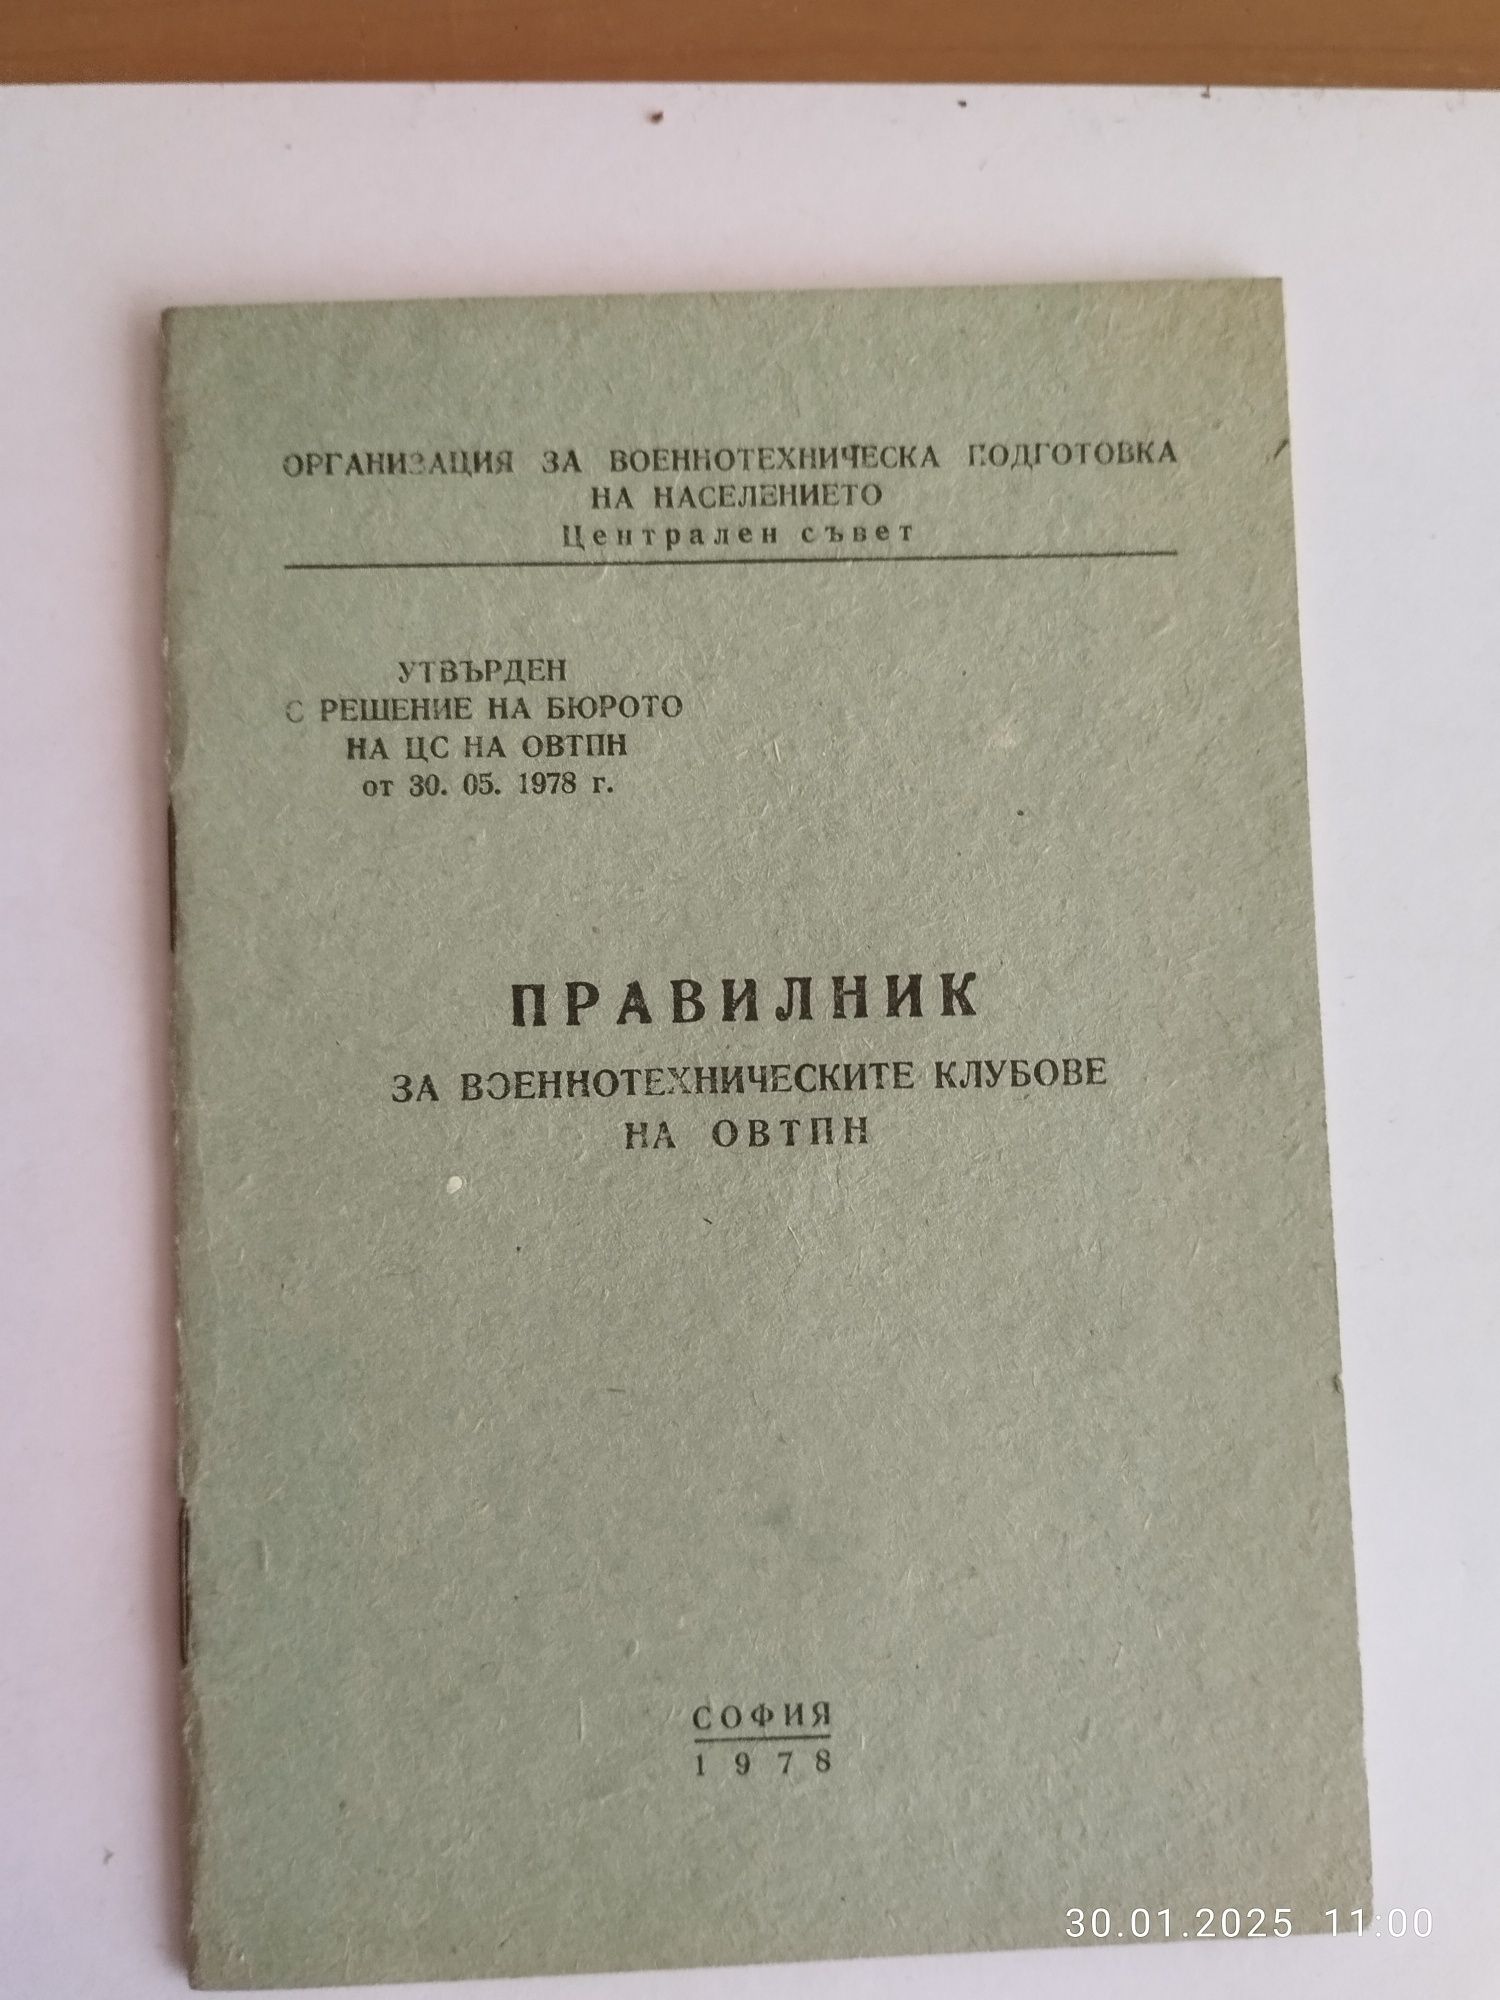 ОРГАНИЗАЦИЯ ЗА ВОЕННОТЕХНИЧЕСКА ПОДГОТОВКА
НА НАСЕЛЕНИЕТО
Централен съвет
УТВЪРДЕН
С РЕШЕНИЕ НА БЮРОТО
НА ЦС НА ОВТПН
от 30. 05. 1978 г.
ПРАВИЛНИК
ЗА ВОЕННОТЕХНИЧЕСКИТЕ КЛУБОВЕ
НА ОВТПН
СОФИЯ
1978
30.01.2025 11:00